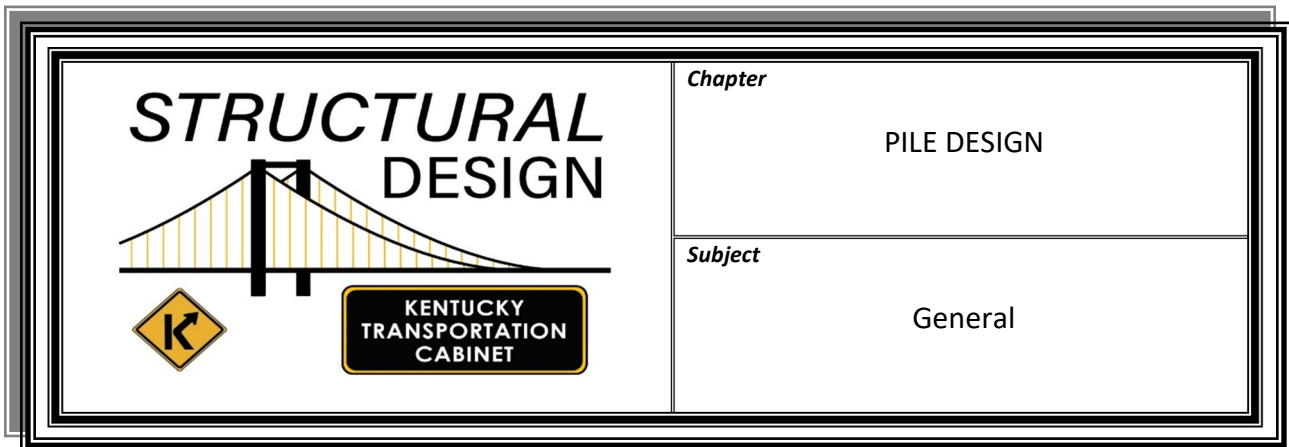 STRUCTURAL
DESIGN
KENTUCKY
TRANSPORTATION
CABINET
Chapter
PILE DESIGN
Subject
General